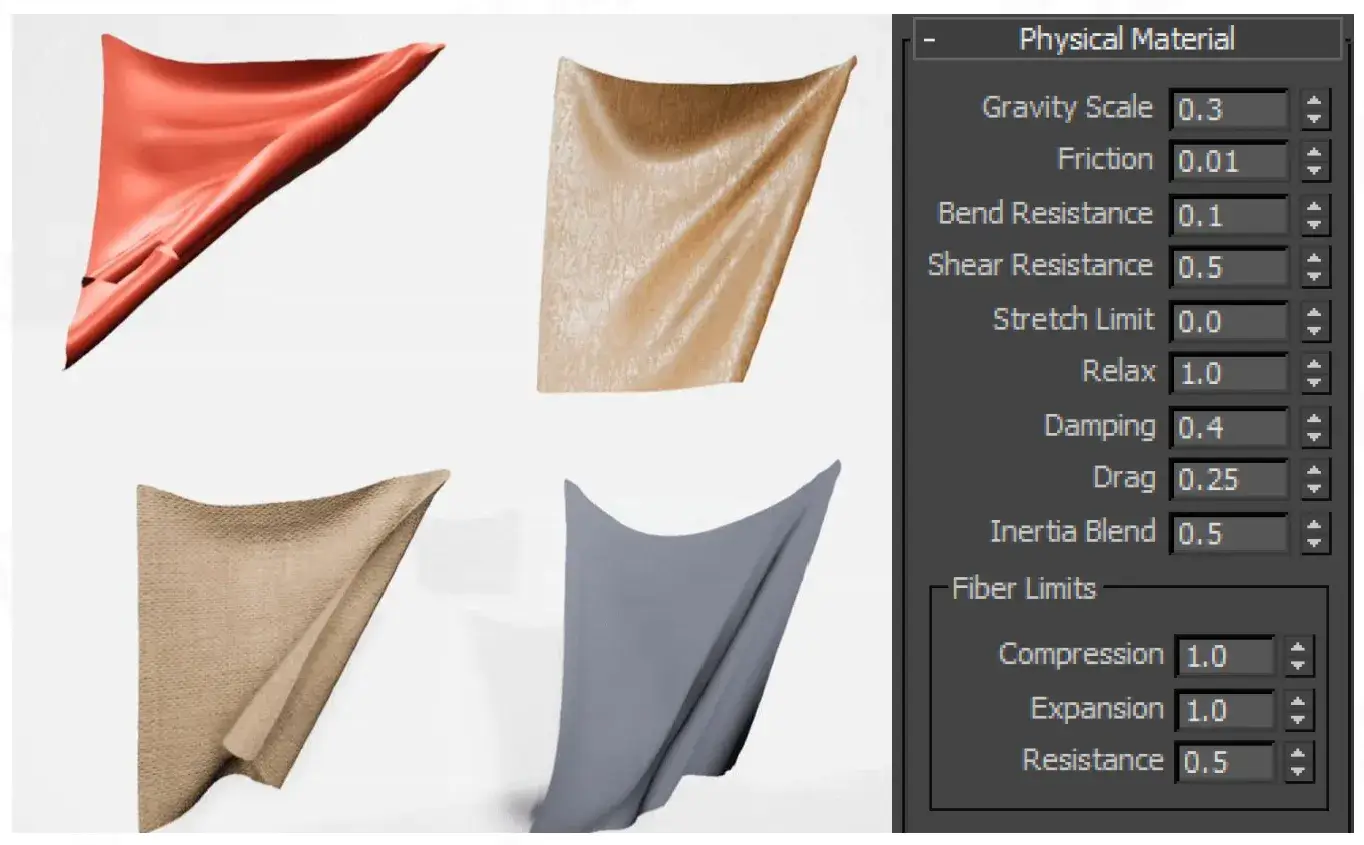 - Physical Material
Gravity Scale 0.3
Friction 0.01
Bend Resistance 0.1
Shear Resistance 0.5
Stretch Limit 0.0
Relax 1.0
Damping 0.4
Drag 0.25
Inertia Blend 0.5
Fiber Limits
Compression 1.0
Expansion 1.0
Resistance 0.5